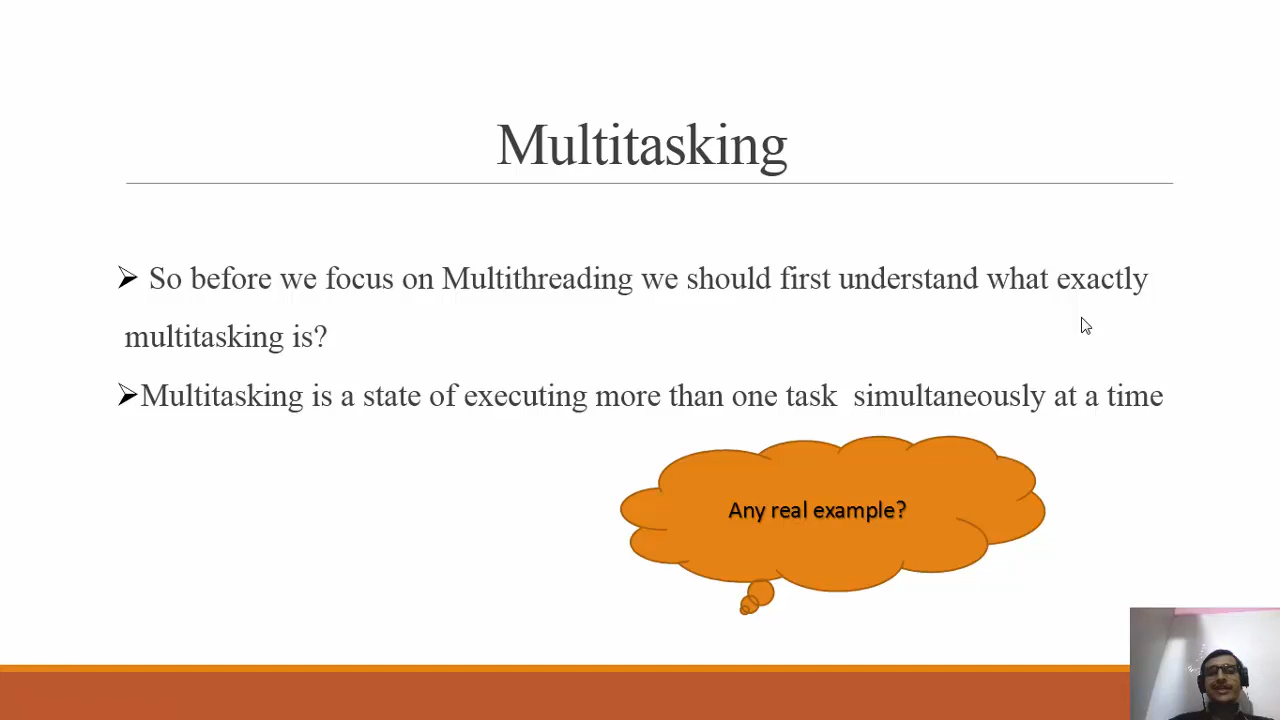 Multitasking
So before we focus on Multithreading we should first understand what exactly
multitasking is?
Multitasking is a state of executing more than one task simultaneously at a time
Any real example?